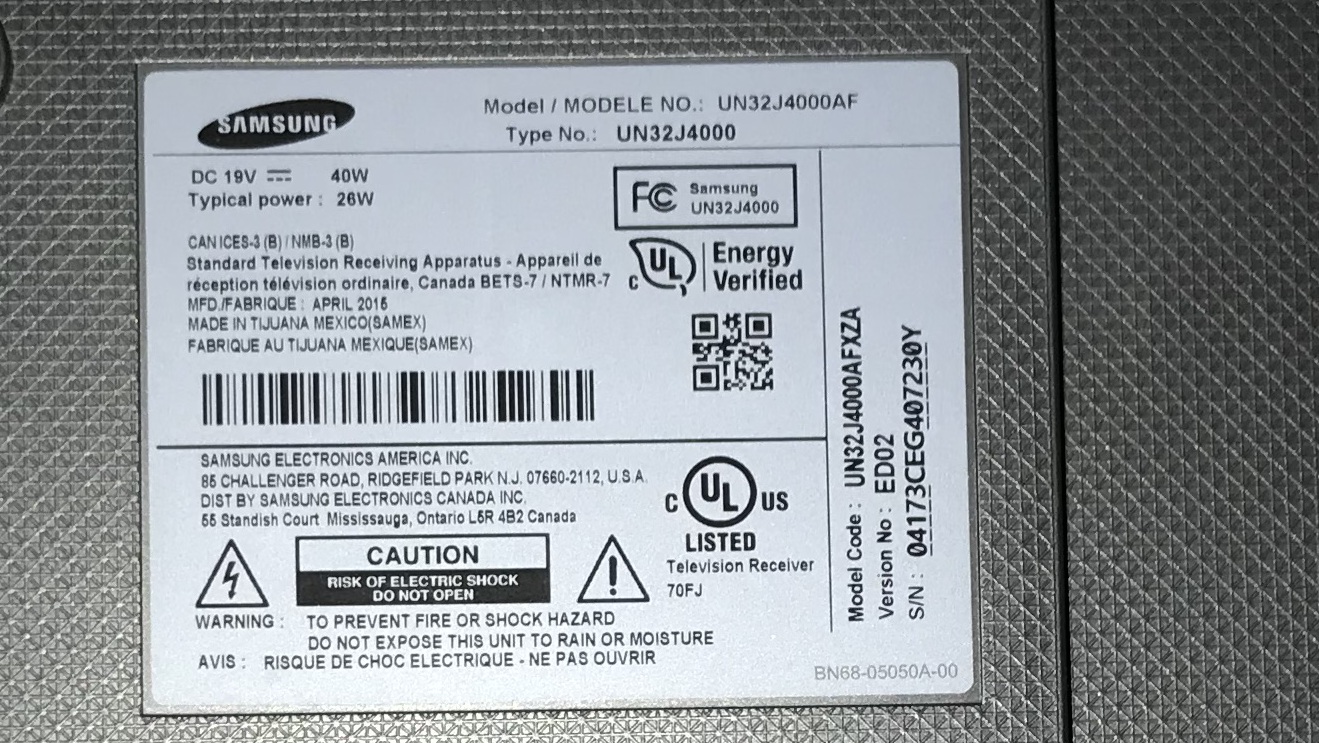 SAMSUNG
Model / MODELE NO.: UN32J4000AF
Type No.: UN32J4000
DC 19V 40W
Typical power : 26W
FC Samsung
UN32J4000
CAN ICES-3 (B) / NMB-3 (B)
Standard Television Receiving Apparatus - Appareil de
réception télévision ordinaire, Canada BETS-7 / NTMR-7
MFD./FABRIQUE : APRIL
MADE IN TIJUANA MEXICO(SAMEX)
FABRIQUE AU TIJUANA MEXIQUE(SAMEX)
C UL Energy
Verified
SAMSUNG ELECTRONICS AMERICA INC.
85 CHALLENGER ROAD, RIDGEFIELD PARK N.J. 07660-2112, U.S.A.
DIST BY SAMSUNG ELECTRONICS CANADA INC.
55 Standish Court Mississauga, Ontario L5R 4B2 Canada
C UL US
LISTED
Television Receiver
70FJ
CAUTION
RISK OF ELECTRIC SHOCK
DO NOT OPEN
WARNING : TO PREVENT FIRE OR SHOCK HAZARD
DO NOT EXPOSE THIS UNIT TO RAIN OR MOISTURE
AVIS : RISQUE DE CHOC ELECTRIQUE - NE PAS OUVRIR
Model Code : UN32J4000AFXZA
Version No : ED02
S/N : 04173CEG407230Y
BN68-05050A-00